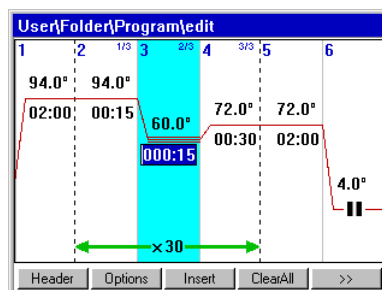 User\Folder\Program\edit
1 2 1/3 3 2/3 4 3/3 5 6
94.0° 94.0° 60.0° 72.0° 72.0° 4.0°
02:00 00:15 000:15 00:30 02:00
×30
Header Options Insert ClearAll >>